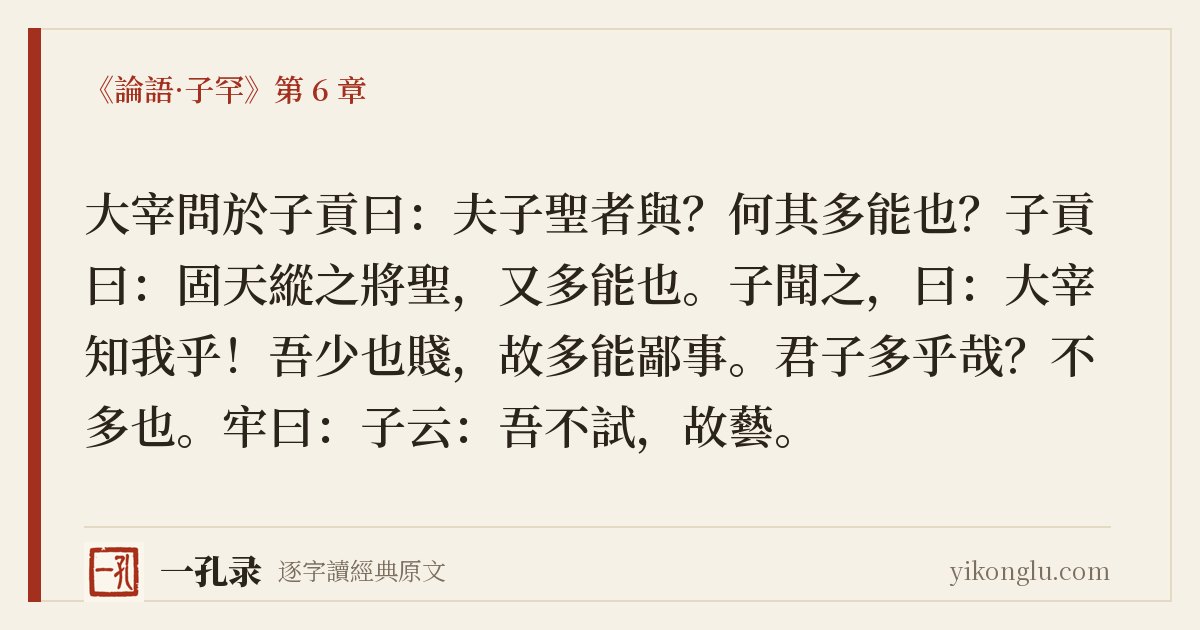 《論語·子罕》第 6 章
大宰問於子貢曰：夫子聖者與？何其多能也？子貢
曰：固天縱之將聖，又多能也。子聞之，曰：大宰
知我乎！吾少也賤，故多能鄙事。君子多乎哉？不
多也。牢曰：子云：吾不試，故藝。
一孔
一孔录 逐字讀經典原文
yikonglu.com